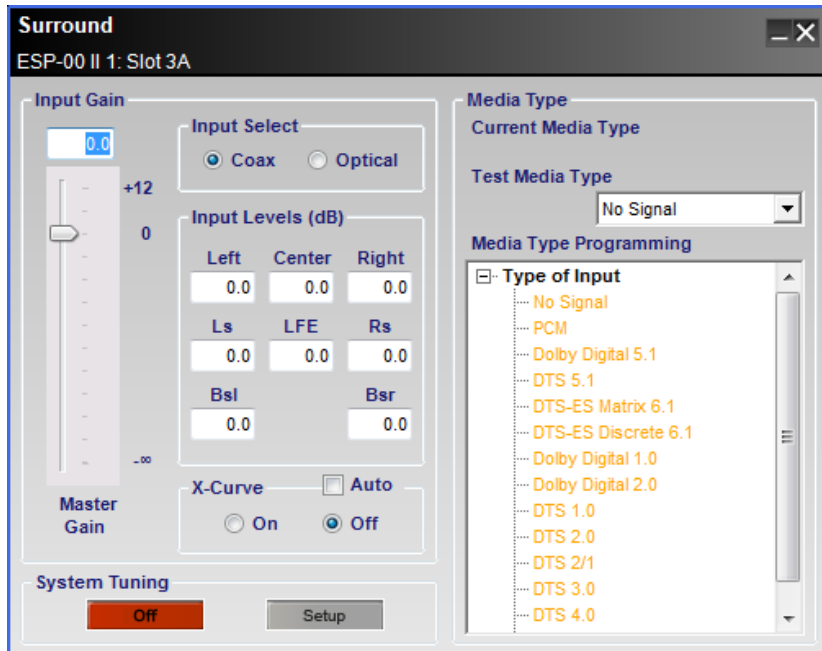 Surround
ESP-00 II 1: Slot 3A
Input Gain
0.0
+12
0
-∞
Master
Gain
Input Select
Coax Optical
Input Levels (dB)
Left Center Right
0.0 0.0 0.0
Ls LFE Rs
0.0 0.0 0.0
Bsl Bsr
0.0 0.0
X-Curve Auto
On Off
System Tuning
Off Setup
Media Type
Current Media Type
Test Media Type
No Signal
Media Type Programming
Type of Input
No Signal
PCM
Dolby Digital 5.1
DTS 5.1
DTS-ES Matrix 6.1
DTS-ES Discrete 6.1
Dolby Digital 1.0
Dolby Digital 2.0
DTS 1.0
DTS 2.0
DTS 2/1
DTS 3.0
DTS 4.0